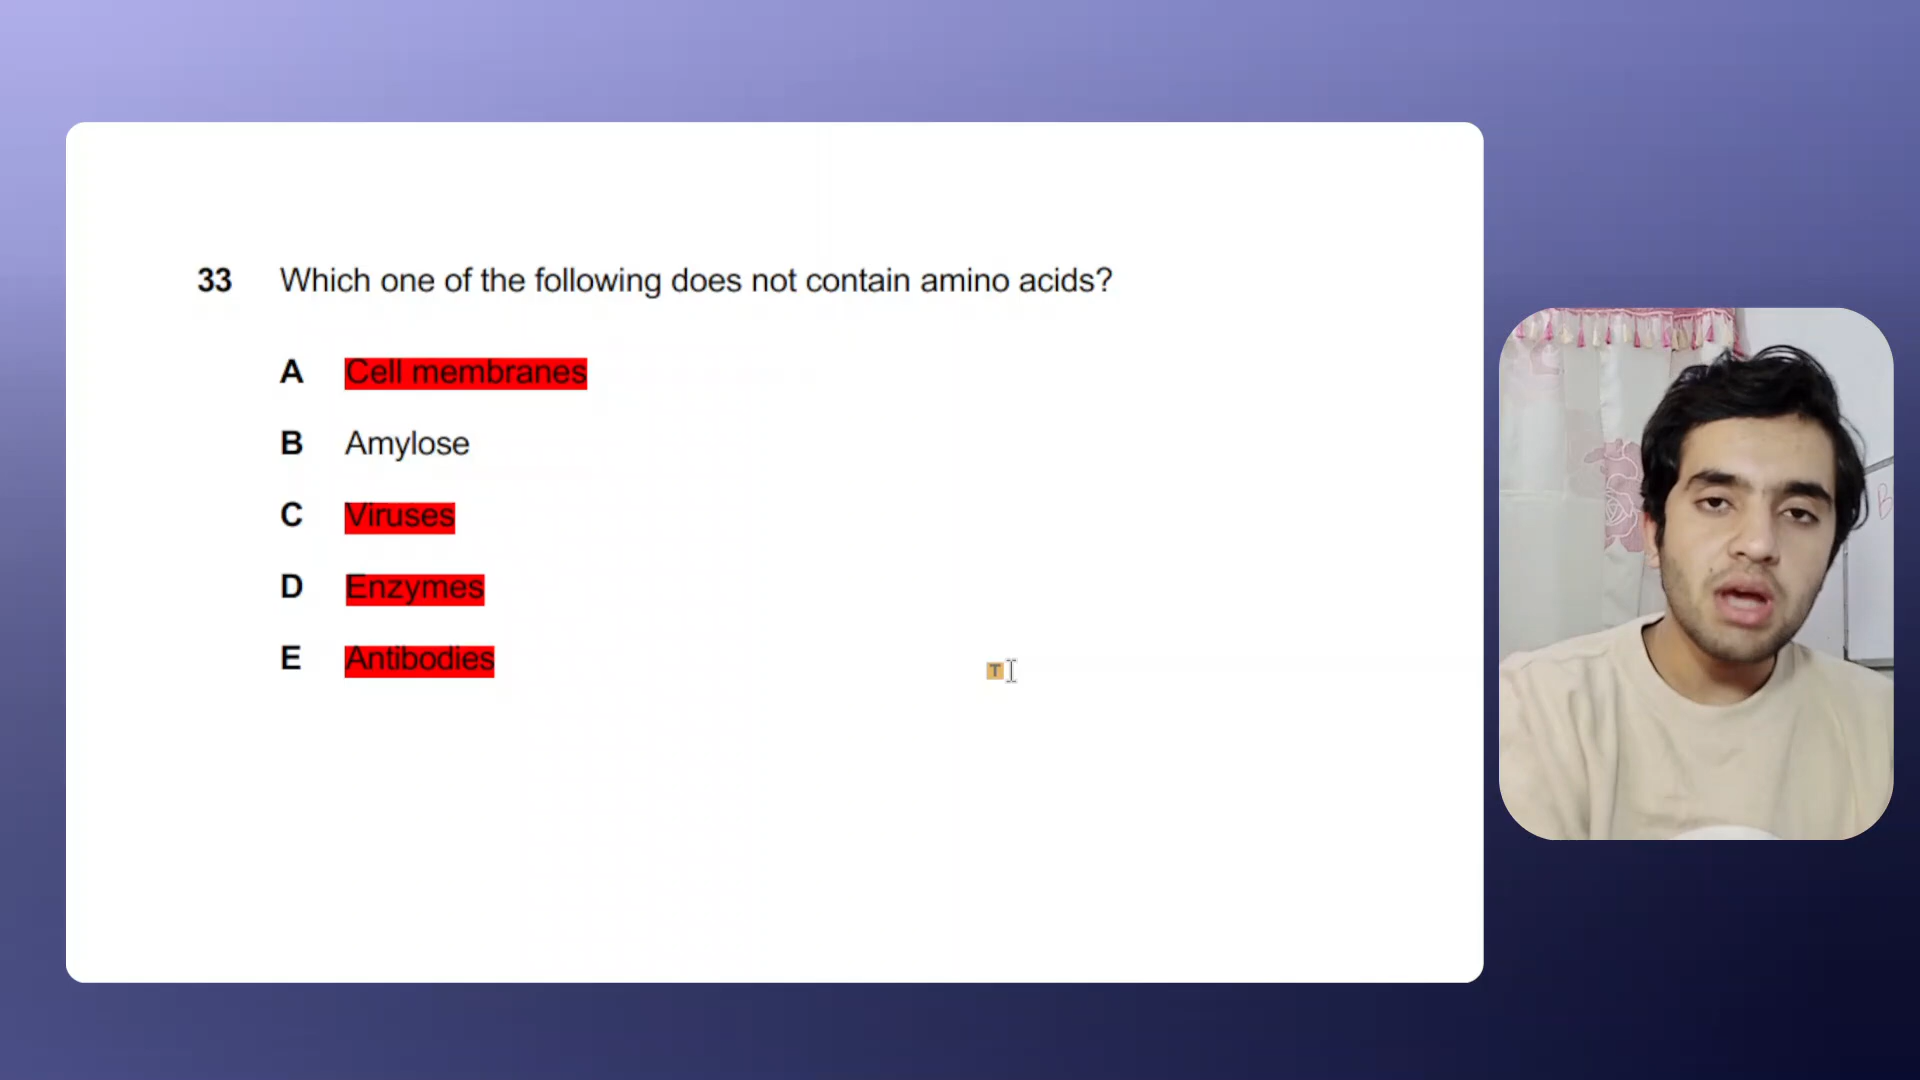 33 Which one of the following does not contain amino acids?
A Cell membranes
B Amylose
C Viruses
D Enzymes
E Antibodies
T
B